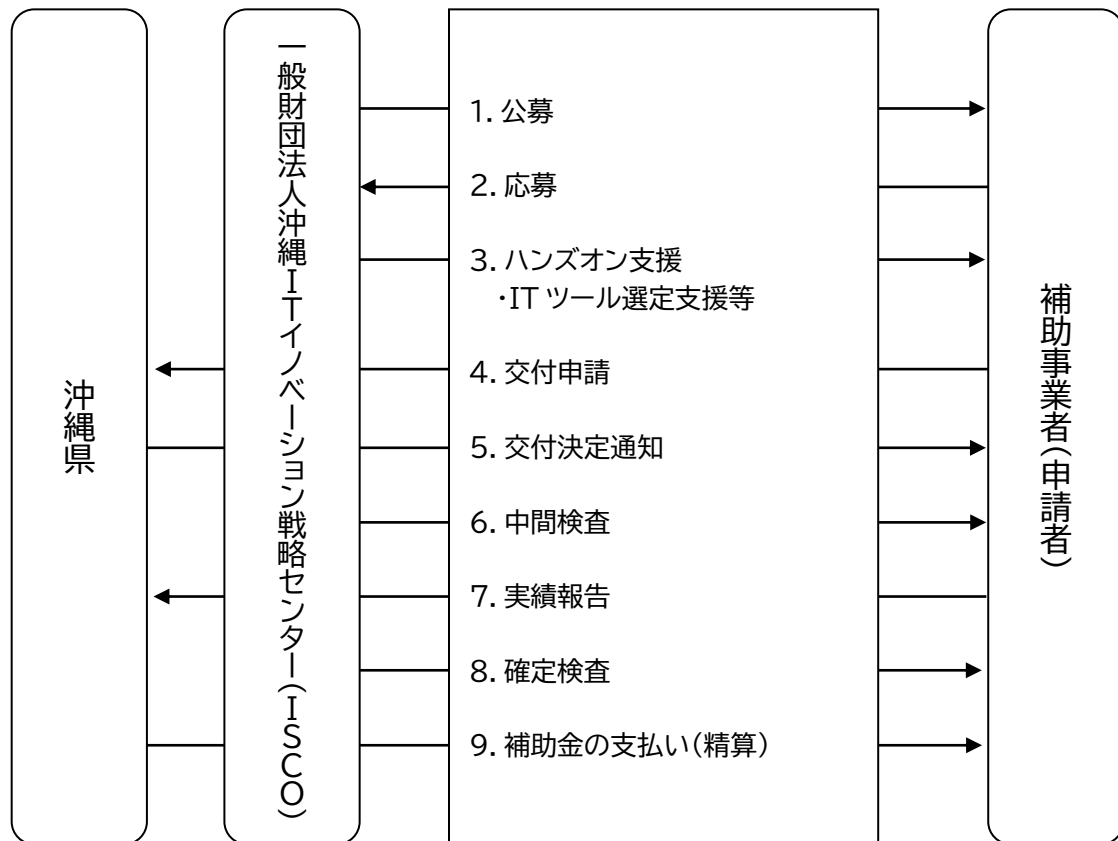 沖縄県
一般財団法人沖縄ITイノベーション戦略センター(ISCO)
1. 公募
2. 応募
3. ハンズオン支援
・IT ツール選定支援等
4. 交付申請
5. 交付決定通知
6. 中間検査
7. 実績報告
8. 確定検査
9. 補助金の支払い(精算)
補助事業者(申請者)